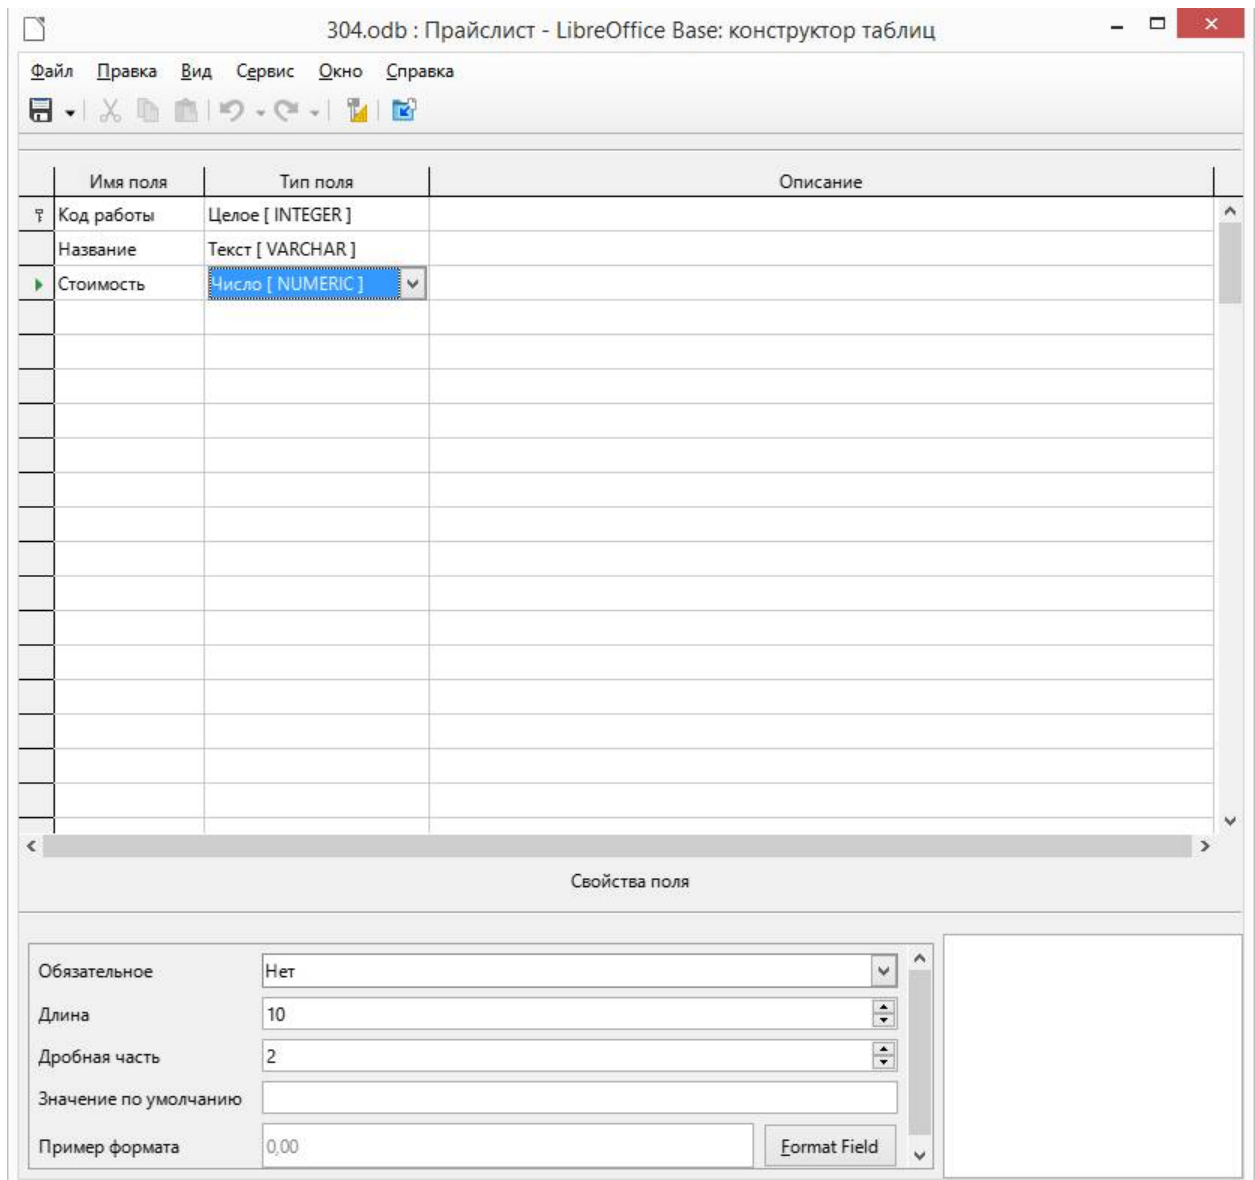 304.odb : Прайслист - LibreOffice Base: конструктор таблиц
Файл Правка Вид Сервис Окно Справка
Имя поля Тип поля Описание
Код работы Целое [ INTEGER ]
Название Текст [ VARCHAR ]
Стоимость Число [ NUMERIC ]
Свойства поля
Обязательное Нет
Длина 10
Дробная часть 2
Значение по умолчанию
Пример формата 0,00 Format Field